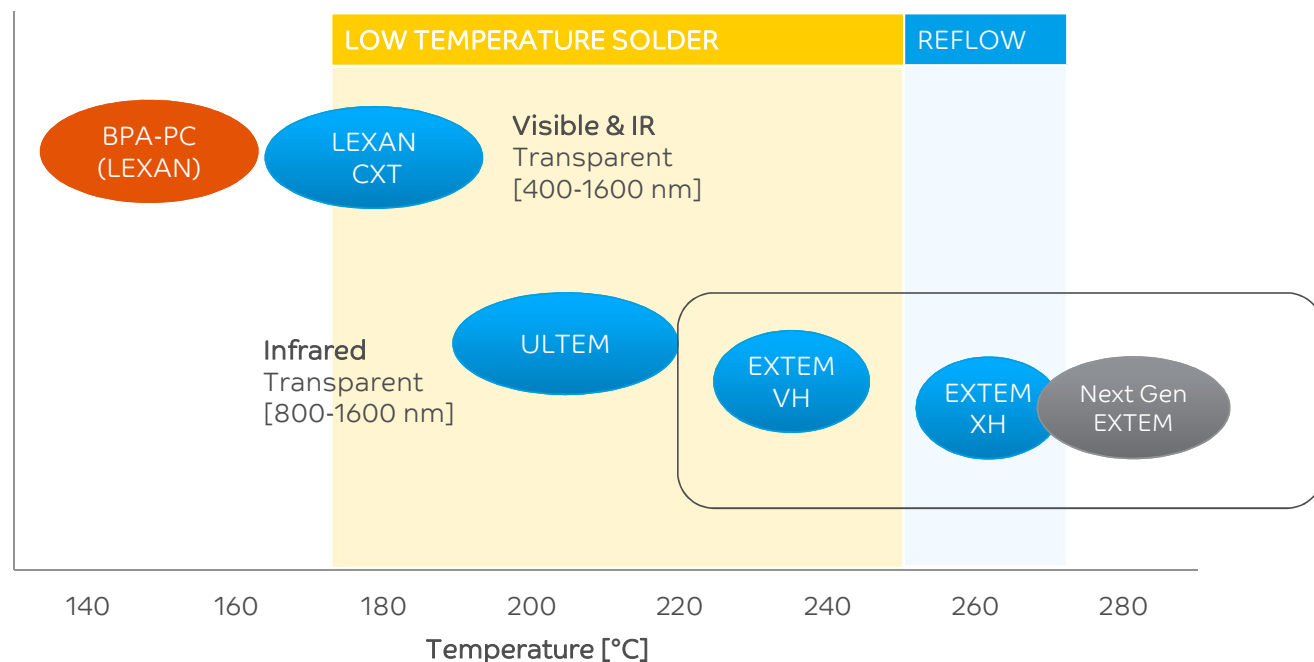 LOW TEMPERATURE SOLDER
REFLOW
BPA-PC
(LEXAN)
LEXAN
CXT
Visible & IR
Transparent
[400-1600 nm]
Infrared
Transparent
[800-1600 nm]
ULTEM
EXTEM
VH
EXTEM
XH
Next Gen
EXTEM
140 160 180 200 220 240 260 280
Temperature [°C]